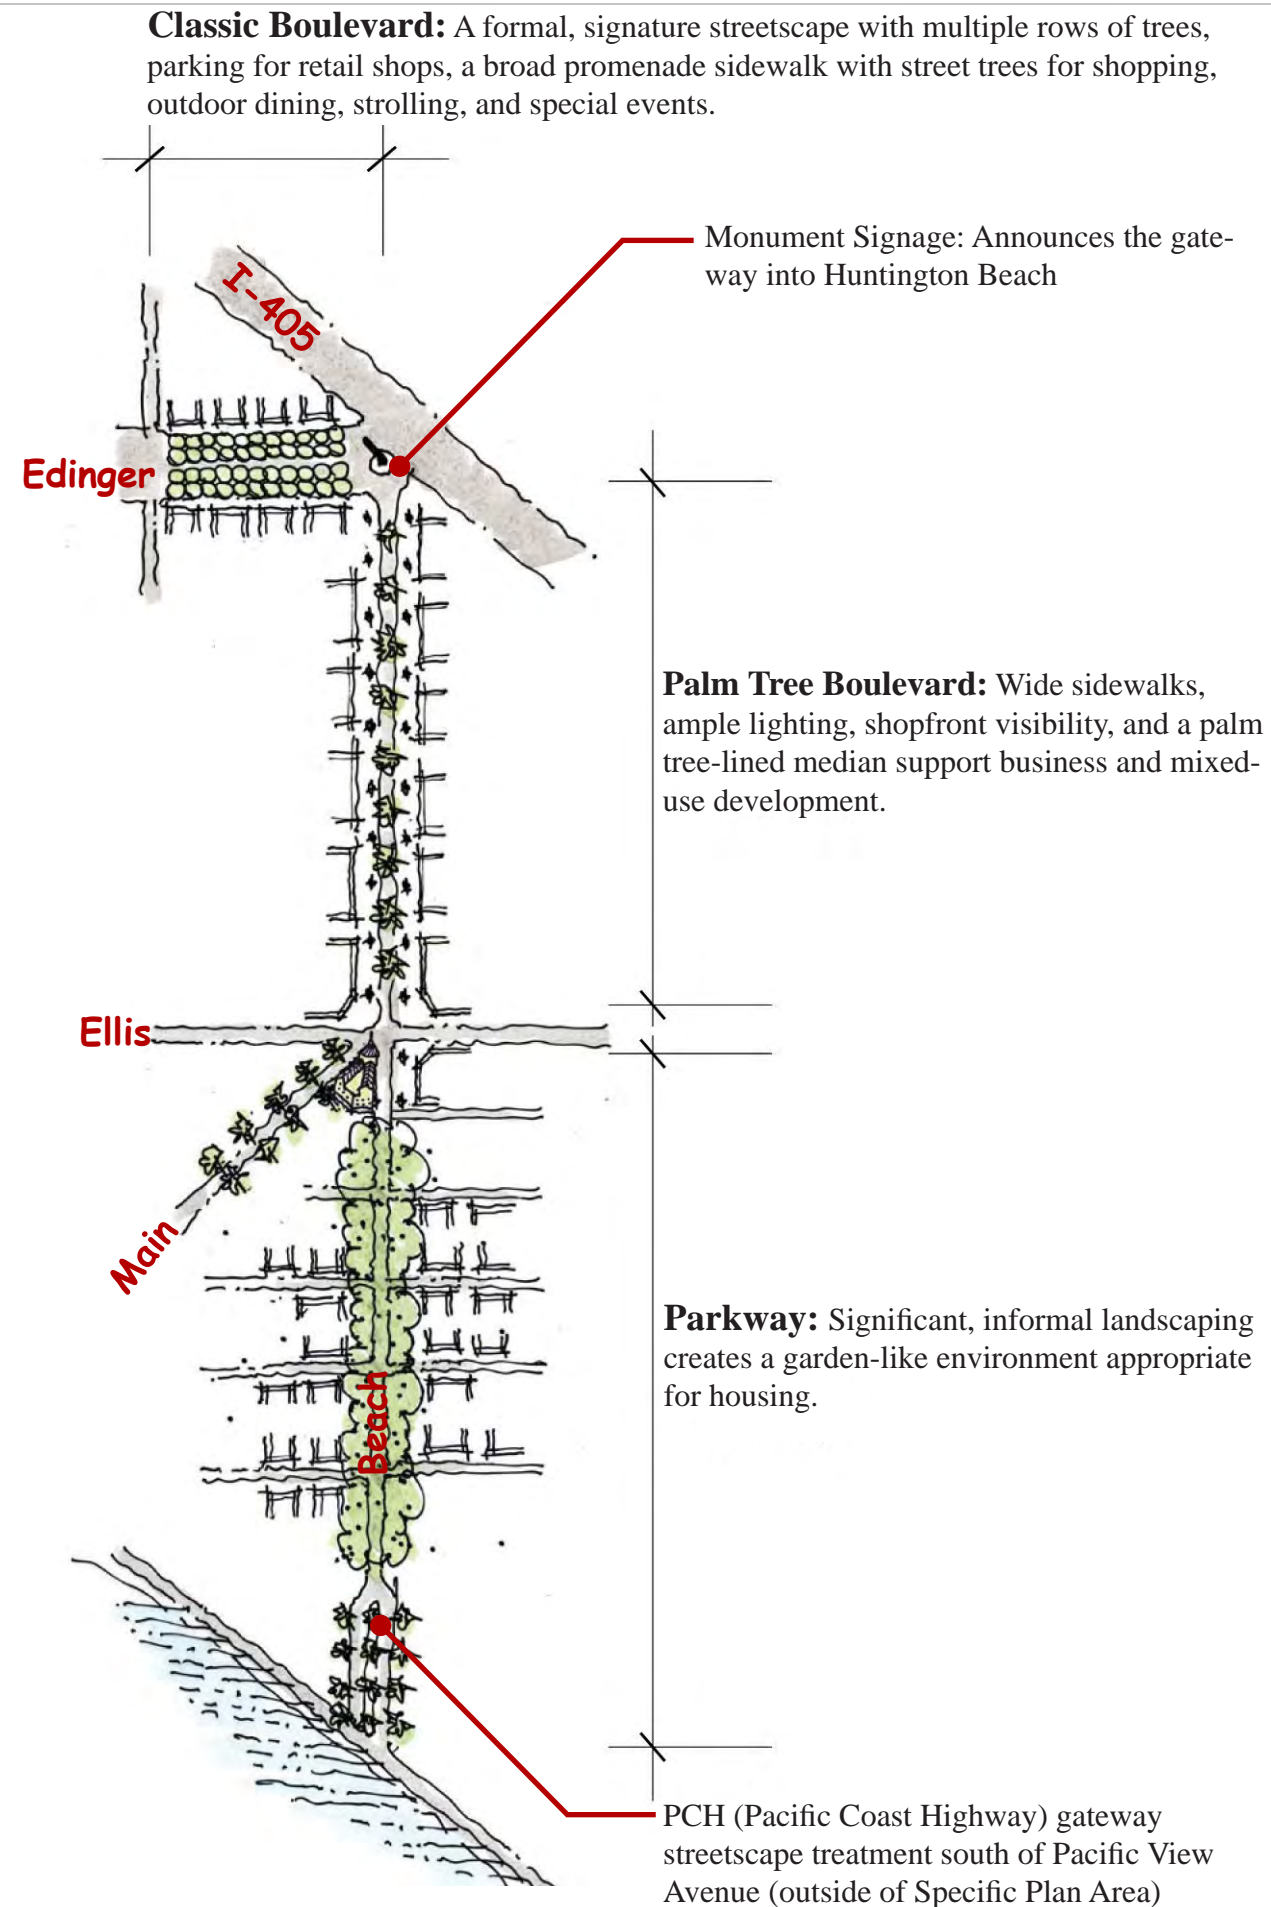 Classic Boulevard: A formal, signature streetscape with multiple rows of trees,
parking for retail shops, a broad promenade sidewalk with street trees for shopping,
outdoor dining, strolling, and special events.
Monument Signage: Announces the gate-
way into Huntington Beach
I-405
Edinger
Palm Tree Boulevard: Wide sidewalks,
ample lighting, shopfront visibility, and a palm
tree-lined median support business and mixed-
use development.
Ellis
Main
Parkway: Significant, informal landscaping
creates a garden-like environment appropriate
for housing.
Beach
PCH (Pacific Coast Highway) gateway
streetscape treatment south of Pacific View
Avenue (outside of Specific Plan Area)